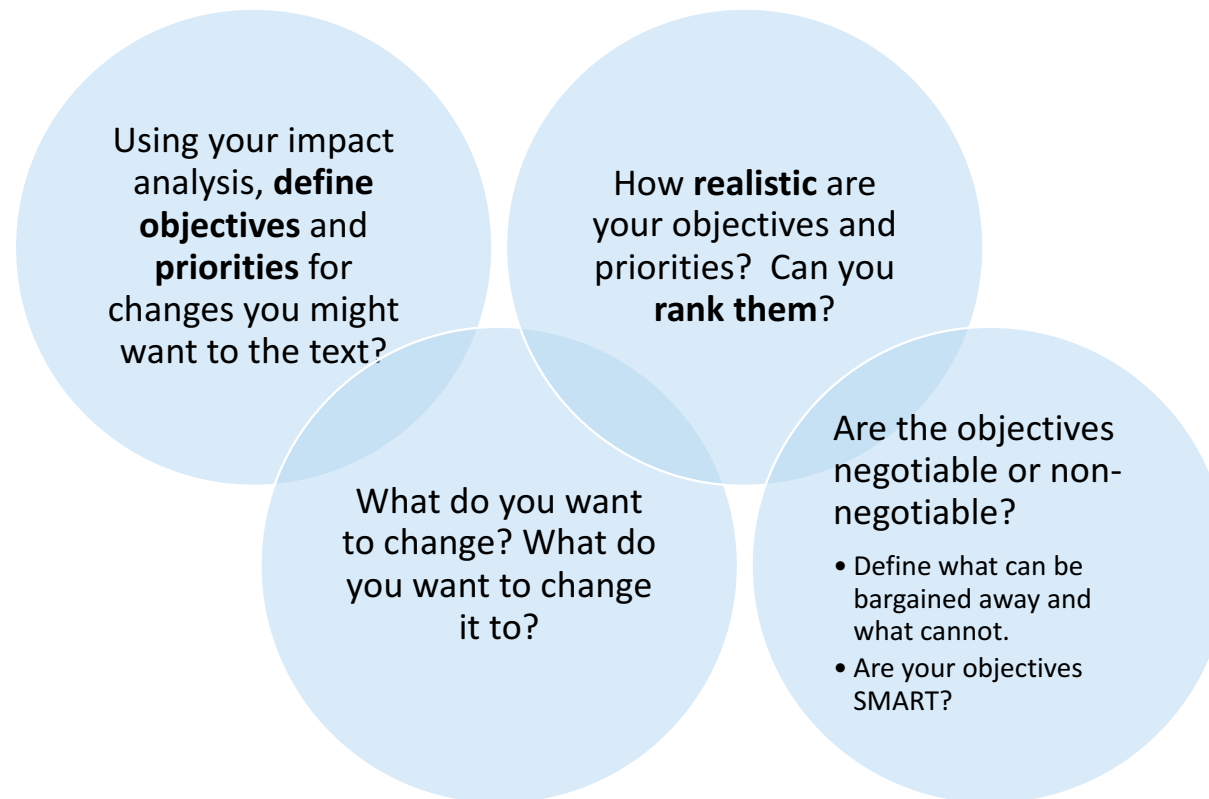 Using your impact
analysis, define
objectives and
priorities for
changes you might
want to the text?
What do you want
to change? What do
you want to change
it to?
How realistic are
your objectives and
priorities?  Can you
rank them?
Are the objectives
negotiable or non-
negotiable?
• Define what can be
bargained away and
what cannot.
• Are your objectives
SMART?